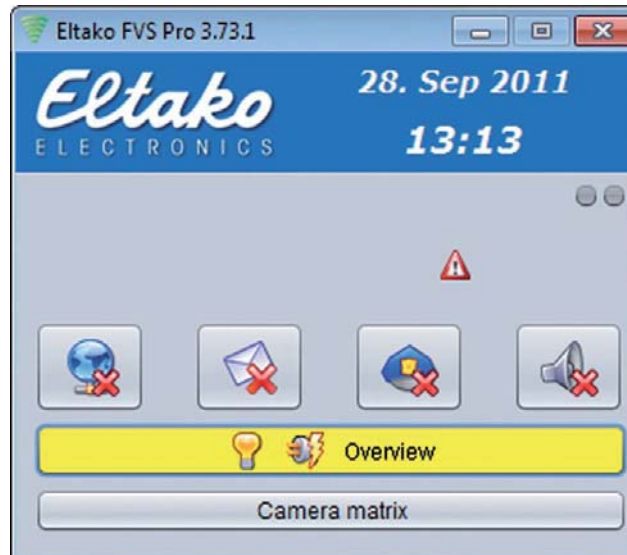 Eltako FVS Pro 3.73.1
Eltako
ELECTRONICS
28. Sep 2011
13:13
Overview
Camera matrix